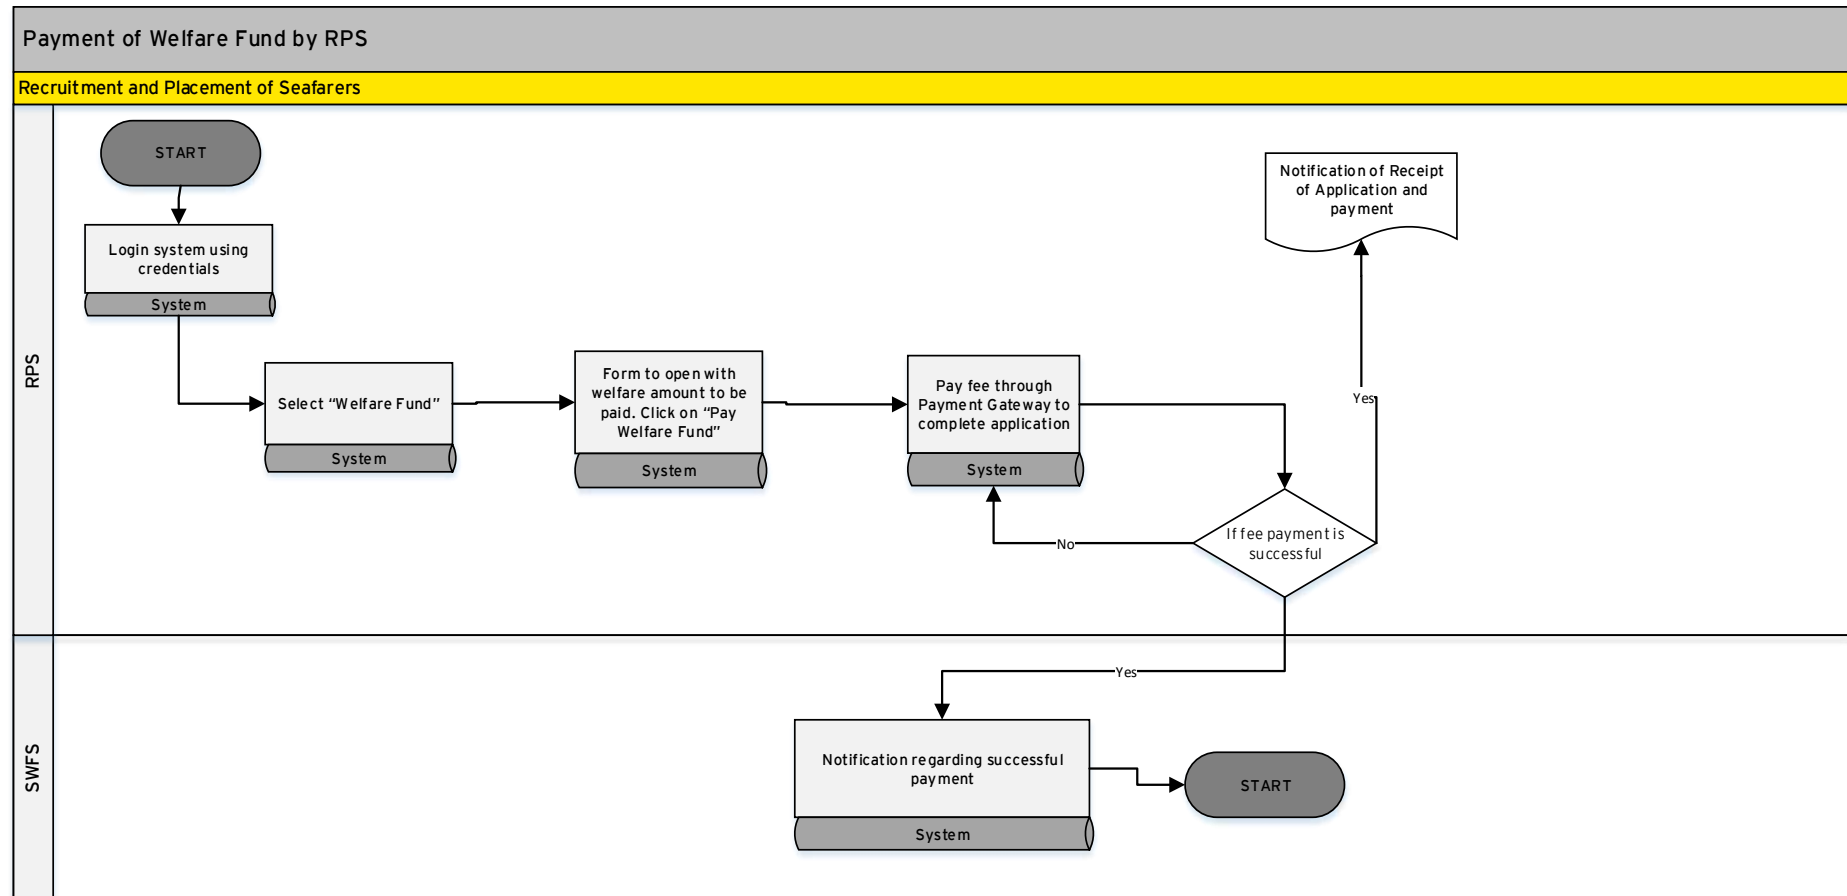 Payment of Welfare Fund by RPS
Recruitment and Placement of Seafarers
RPS
START
Login system using
credentials
System
Select “Welfare Fund”
System
Form to open with
welfare amount to be
paid. Click on “Pay
Welfare Fund”
System
Pay fee through
Payment Gateway to
complete application
System
If fee payment is
successful
No
Yes
Notification of Receipt
of Application and
payment
SWFS
Yes
Notification regarding successful
payment
System
START